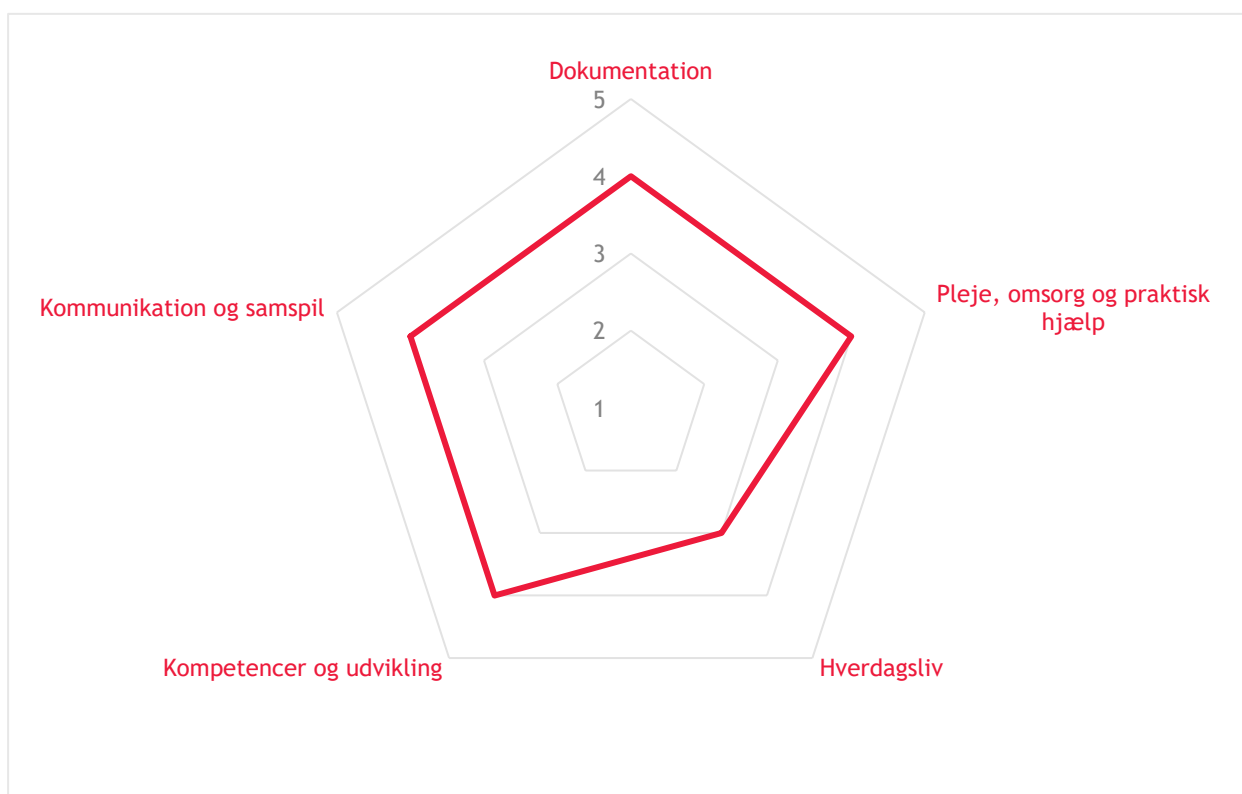 Dokumentation
5
4
3
2
1
Kommunikation og samspil
Pleje, omsorg og praktisk
hjælp
Kompetencer og udvikling
Hverdagsliv